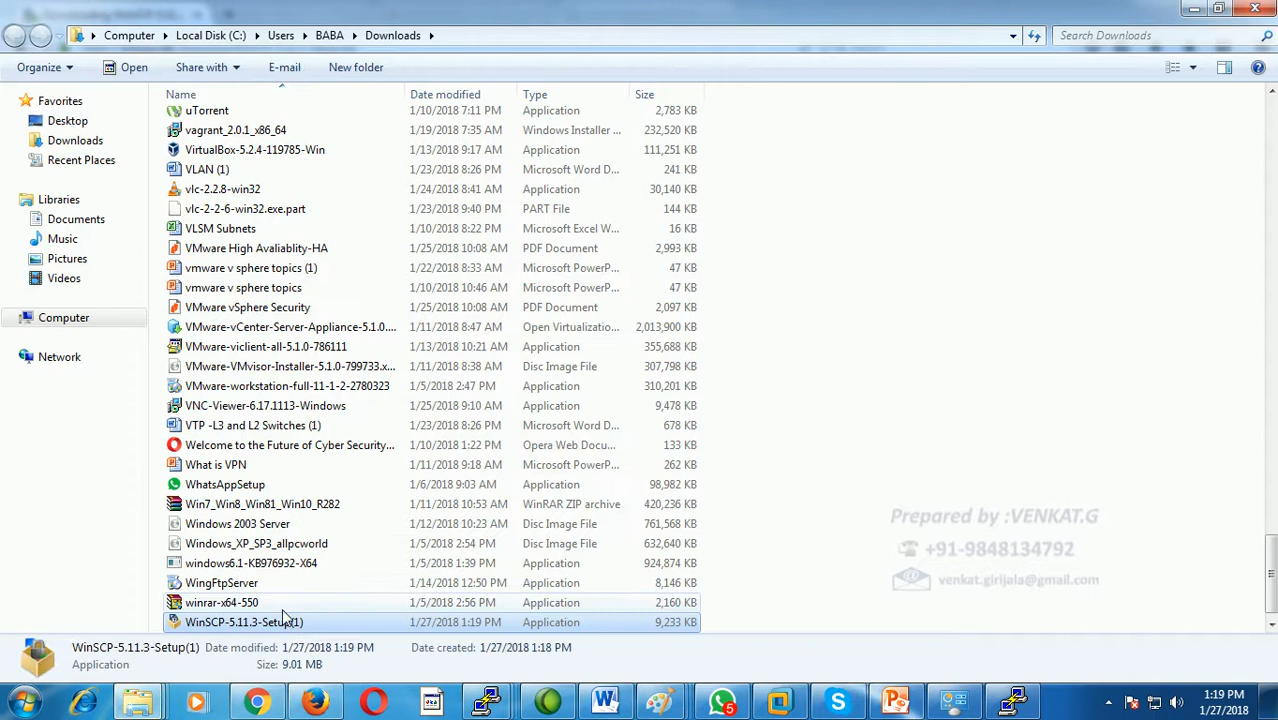 Computer ▸ Local Disk (C:) ▸ Users ▸ BABA ▸ Downloads ▸ Search Downloads
Organize Open Share with E-mail New folder
Favorites
Desktop
Downloads
Recent Places
Libraries
Documents
Music
Pictures
Videos
Computer
Network
Name Date modified Type Size
uTorrent 1/10/2018 7:11 PM Application 2,783 KB
vagrant_2.0.1_x86_64 1/19/2018 7:35 AM Windows Installer ... 232,520 KB
VirtualBox-5.2.4-119785-Win 1/13/2018 9:17 AM Application 111,251 KB
VLAN (1) 1/23/2018 8:26 PM Microsoft Word D... 241 KB
vlc-2.2.8-win32 1/24/2018 8:41 AM Application 30,140 KB
vlc-2-2-6-win32.exe.part 1/23/2018 9:40 PM PART File 144 KB
VLSM Subnets 1/10/2018 8:22 PM Microsoft Excel W... 16 KB
VMware High Avaliablity-HA 1/25/2018 10:08 AM PDF Document 2,993 KB
vmware v sphere topics (1) 1/22/2018 8:33 AM Microsoft PowerP... 47 KB
vmware v sphere topics 1/10/2018 10:46 AM Microsoft PowerP... 47 KB
VMware vSphere Security 1/25/2018 10:08 AM PDF Document 2,097 KB
VMware-vCenter-Server-Appliance-5.1.0.... 1/11/2018 8:47 AM Open Virtualizatio... 2,013,900 KB
VMware-viclient-all-5.1.0-786111 1/13/2018 10:21 AM Application 355,688 KB
VMware-VMvisor-Installer-5.1.0-799733.x... 1/11/2018 8:38 AM Disc Image File 307,798 KB
VMware-workstation-full-11-1-2-2780323 1/5/2018 2:47 PM Application 310,201 KB
VNC-Viewer-6.17.1113-Windows 1/25/2018 9:10 AM Application 9,478 KB
VTP -L3 and L2 Switches (1) 1/23/2018 8:26 PM Microsoft Word D... 678 KB
Welcome to the Future of Cyber Security... 1/10/2018 1:22 PM Opera Web Docu... 133 KB
What is VPN 1/11/2018 9:18 AM Microsoft PowerP... 262 KB
WhatsAppSetup 1/6/2018 9:03 AM Application 98,982 KB
Win7_Win8_Win81_Win10_R282 1/11/2018 10:53 AM WinRAR ZIP archive 420,236 KB
Windows 2003 Server 1/12/2018 10:23 AM Disc Image File 761,568 KB
Windows_XP_SP3_allpcworld 1/5/2018 2:54 PM Disc Image File 632,640 KB
windows6.1-KB976932-X64 1/5/2018 1:39 PM Application 924,874 KB
WingFtpServer 1/14/2018 12:50 PM Application 8,146 KB
winrar-x64-550 1/5/2018 2:56 PM Application 2,160 KB
WinSCP-5.11.3-Setup(1) 1/27/2018 1:19 PM Application 9,233 KB
Prepared by :VENKAT.G
+91-9848134792
venkat.girijala@gmail.com
WinSCP-5.11.3-Setup(1) Date modified: 1/27/2018 1:19 PM Date created: 1/27/2018 1:18 PM
Application Size: 9.01 MB
5
1:19 PM
1/27/2018